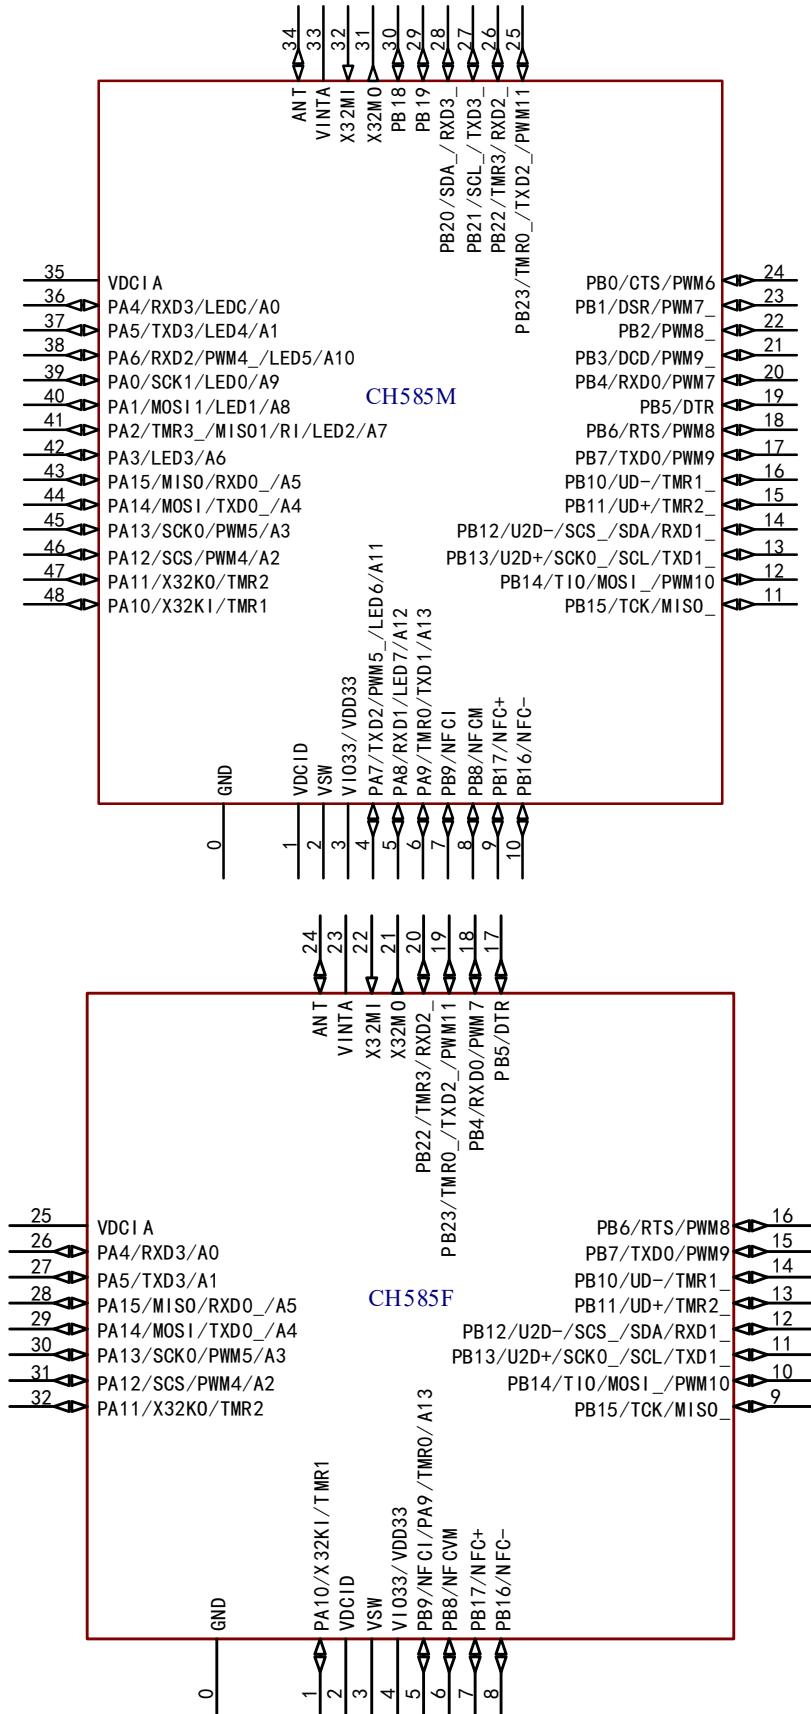 34
33
32
31
30
29
28
27
26
25
ANT
VINTA
X32MI
X32MO
PB18
PB19
PB20/SDA_/RXD3_
PB21/SCL_/TXD3_
PB22/TMR3/RXD2_
PB23/TMR0_/TXD2_/PWM11
35 VDCIA
36 PA4/RXD3/LEDC/A0
37 PA5/TXD3/LED4/A1
38 PA6/RXD2/PWM4_/LED5/A10
39 PA0/SCK1/LED0/A9
40 PA1/MOSI1/LED1/A8
41 PA2/TMR3_/MISO1/RI/LED2/A7
42 PA3/LED3/A6
43 PA15/MISO/RXD0_/A5
44 PA14/MOSI/TXD0_/A4
45 PA13/SCK0/PWM5/A3
46 PA12/SCS/PWM4/A2
47 PA11/X32KO/TMR2
48 PA10/X32KI/TMR1
CH585M
PB0/CTS/PWM6 24
PB1/DSR/PWM7_ 23
PB2/PWM8_ 22
PB3/DCD/PWM9_ 21
PB4/RXD0/PWM7 20
PB5/DTR 19
PB6/RTS/PWM8 18
PB7/TXD0/PWM9 17
PB10/UD-/TMR1_ 16
PB11/UD+/TMR2_ 15
PB12/U2D-/SCS_/SDA/RXD1_ 14
PB13/U2D+/SCK0_/SCL/TXD1_ 13
PB14/TIO/MOSI_/PWM10 12
PB15/TCK/MISO_ 11
GND
VDCID
VSW
VIO33/VDD33
PA7/TXD2/PWM5_/LED6/A11
PA8/RXD1/LED7/A12
PA9/TMR0/TXD1/A13
PB9/NFCI
PB8/NFCM
PB17/NFC+
PB16/NFC-
0
1
2
3
4
5
6
7
8
9
10
24
23
22
21
20
19
18
17
ANT
VINTA
X32MI
X32MO
PB22/TMR3/RXD2_
PB23/TMR0_/TXD2_/PWM11
PB4/RXD0/PWM7
PB5/DTR
25 VDCIA
26 PA4/RXD3/A0
27 PA5/TXD3/A1
28 PA15/MISO/RXD0_/A5
29 PA14/MOSI/TXD0_/A4
30 PA13/SCK0/PWM5/A3
31 PA12/SCS/PWM4/A2
32 PA11/X32KO/TMR2
CH585F
PB6/RTS/PWM8 16
PB7/TXD0/PWM9 15
PB10/UD-/TMR1_ 14
PB11/UD+/TMR2_ 13
PB12/U2D-/SCS_/SDA/RXD1_ 12
PB13/U2D+/SCK0_/SCL/TXD1_ 11
PB14/TIO/MOSI_/PWM10 10
PB15/TCK/MISO_ 9
GND
PA10/X32KI/TMR1
VDCID
VSW
VIO33/VDD33
PB9/NFCI/PA9/TMR0/A13
PB8/NFCVM
PB17/NFC+
PB16/NFC-
0
1
2
3
4
5
6
7
8